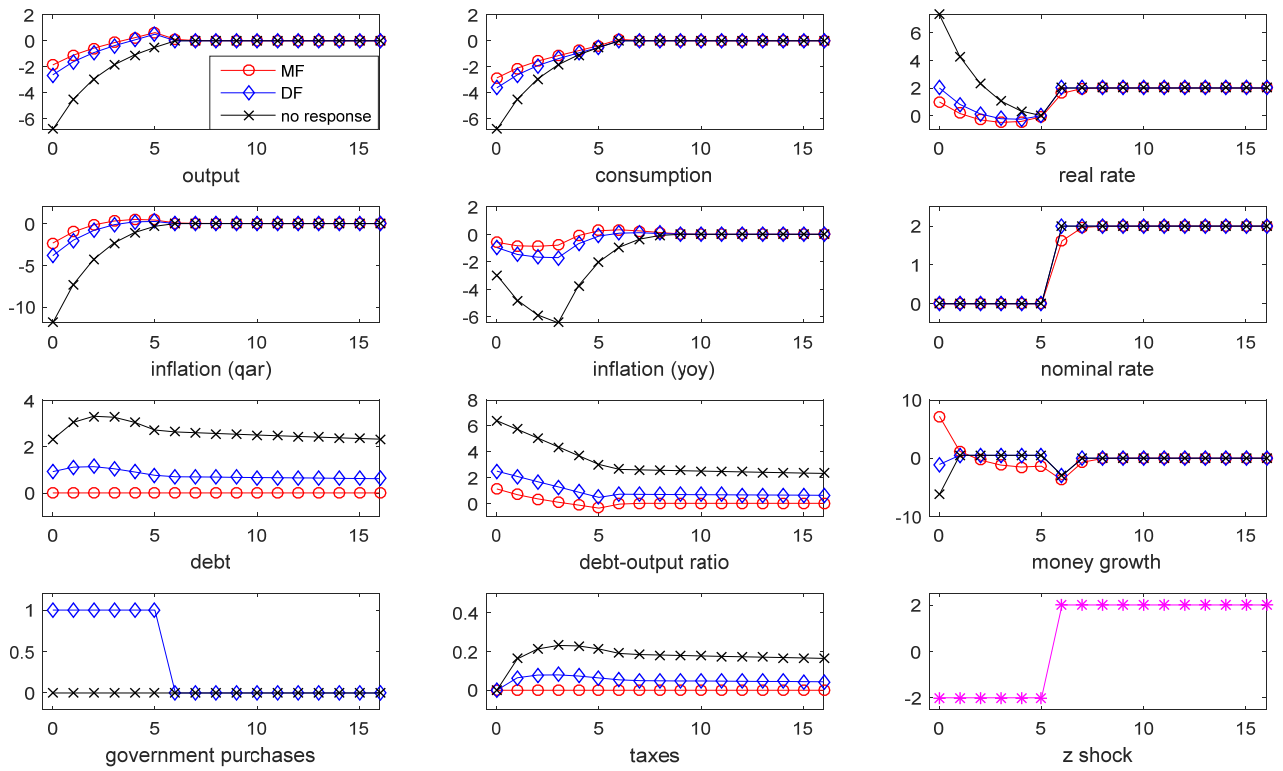 2
0
-2
-4
-6
0 5 10 15
output
MF
DF
no response
2
0
-2
-4
-6
0 5 10 15
consumption
6
4
2
0
0 5 10 15
real rate
0
-5
-10
0 5 10 15
inflation (qar)
2
0
-2
-4
-6
0 5 10 15
inflation (yoy)
2
1
0
0 5 10 15
nominal rate
4
2
0
0 5 10 15
debt
8
6
4
2
0
0 5 10 15
debt-output ratio
10
0
-10
0 5 10 15
money growth
1
0.5
0
0 5 10 15
government purchases
0.4
0.2
0
0 5 10 15
taxes
2
0
-2
0 5 10 15
z shock